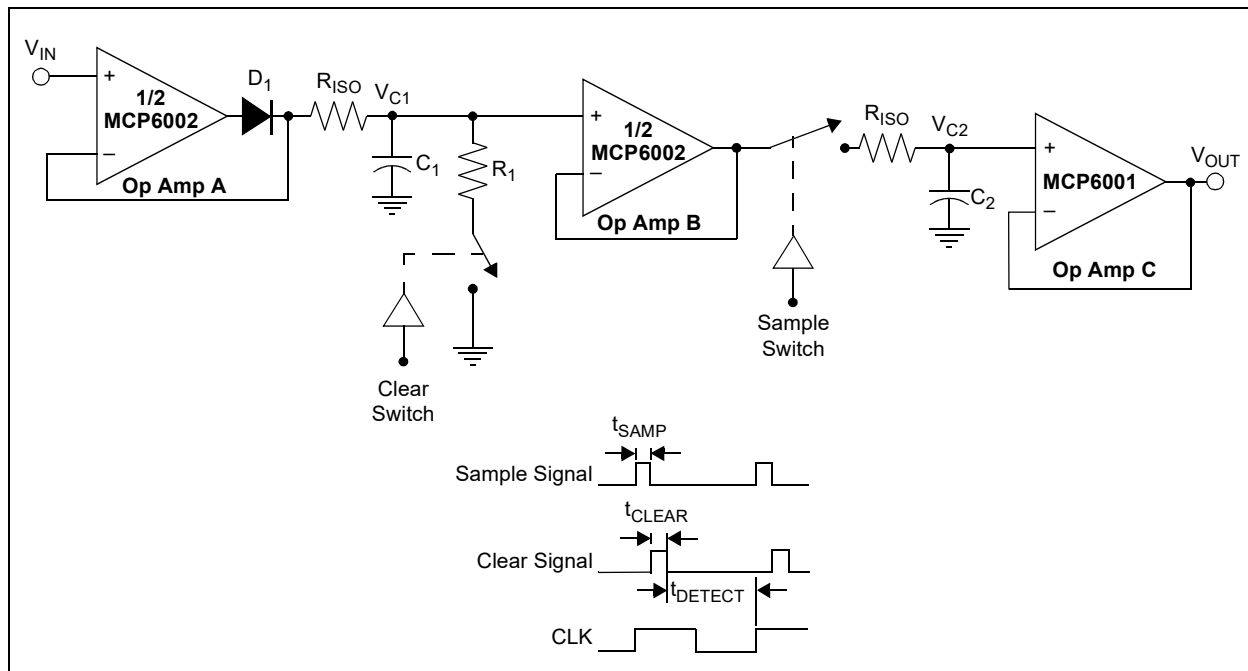 V_IN
+
1/2
MCP6002
−
Op Amp A
D_1
R_ISO
V_C1
C_1
R_1
+
1/2
MCP6002
−
Op Amp B
R_ISO
V_C2
C_2
+
MCP6001
−
Op Amp C
V_OUT
Clear
Switch
Sample
Switch
t_SAMP
Sample Signal
t_CLEAR
Clear Signal
t_DETECT
CLK